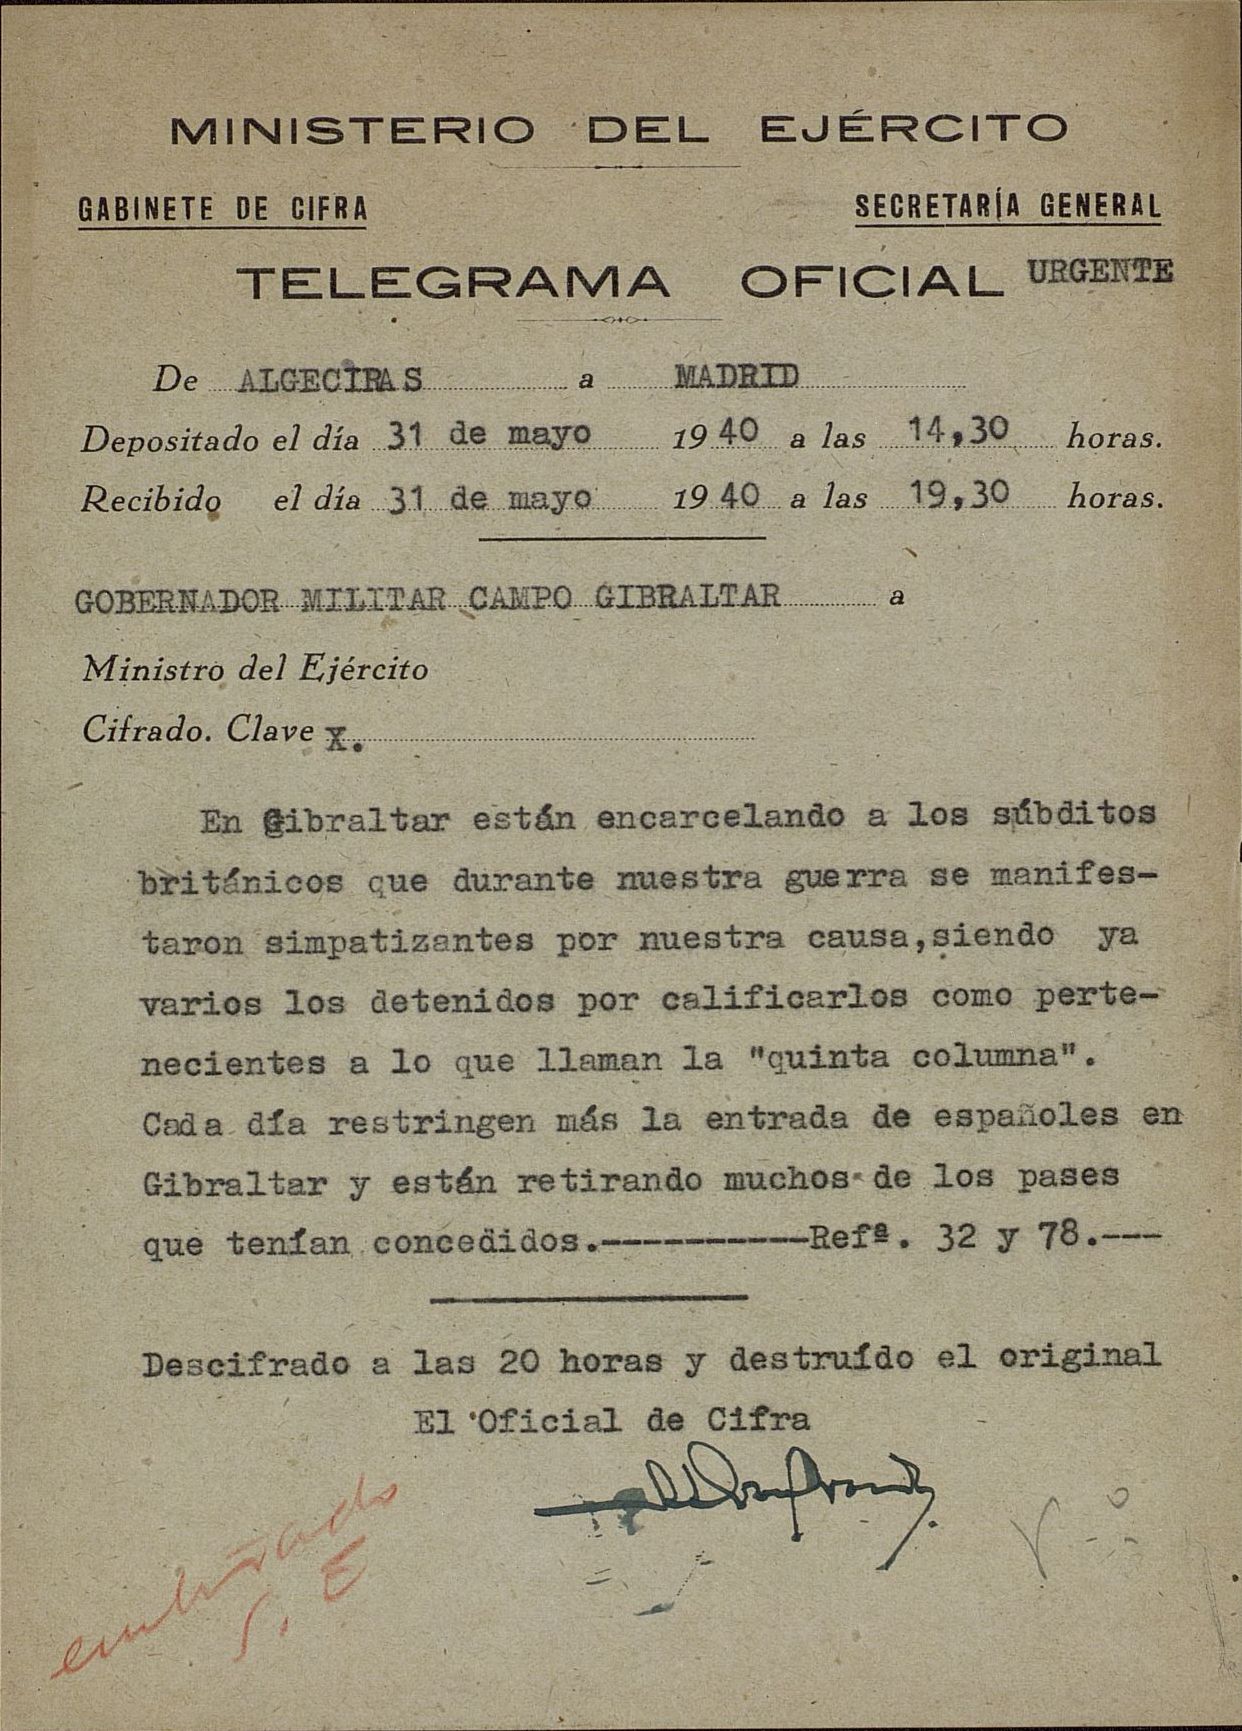 MINISTERIO DEL EJÉRCITO
GABINETE DE CIFRA
SECRETARÍA GENERAL
TELEGRAMA OFICIAL URGENTE
De ALGECIRAS a MADRID
Depositado el día 31 de mayo 1940 a las 14,30 horas.
Recibido el día 31 de mayo 1940 a las 19,30 horas.
GOBERNADOR MILITAR CAMPO GIBRALTAR a
Ministro del Ejército
Cifrado. Clave X.
En Gibraltar están encarcelando a los súbditos
británicos que durante nuestra guerra se manifes-
taron simpatizantes por nuestra causa,siendo ya
varios los detenidos por calificarlos como perte-
necientes a lo que llaman la "quinta columna".
Cada día restringen más la entrada de españoles en
Gibraltar y están retirando muchos de los pases
que tenían concedidos.-----------Refª. 32 y 78.---
Descifrado a las 20 horas y destruído el original
El Oficial de Cifra
S. E